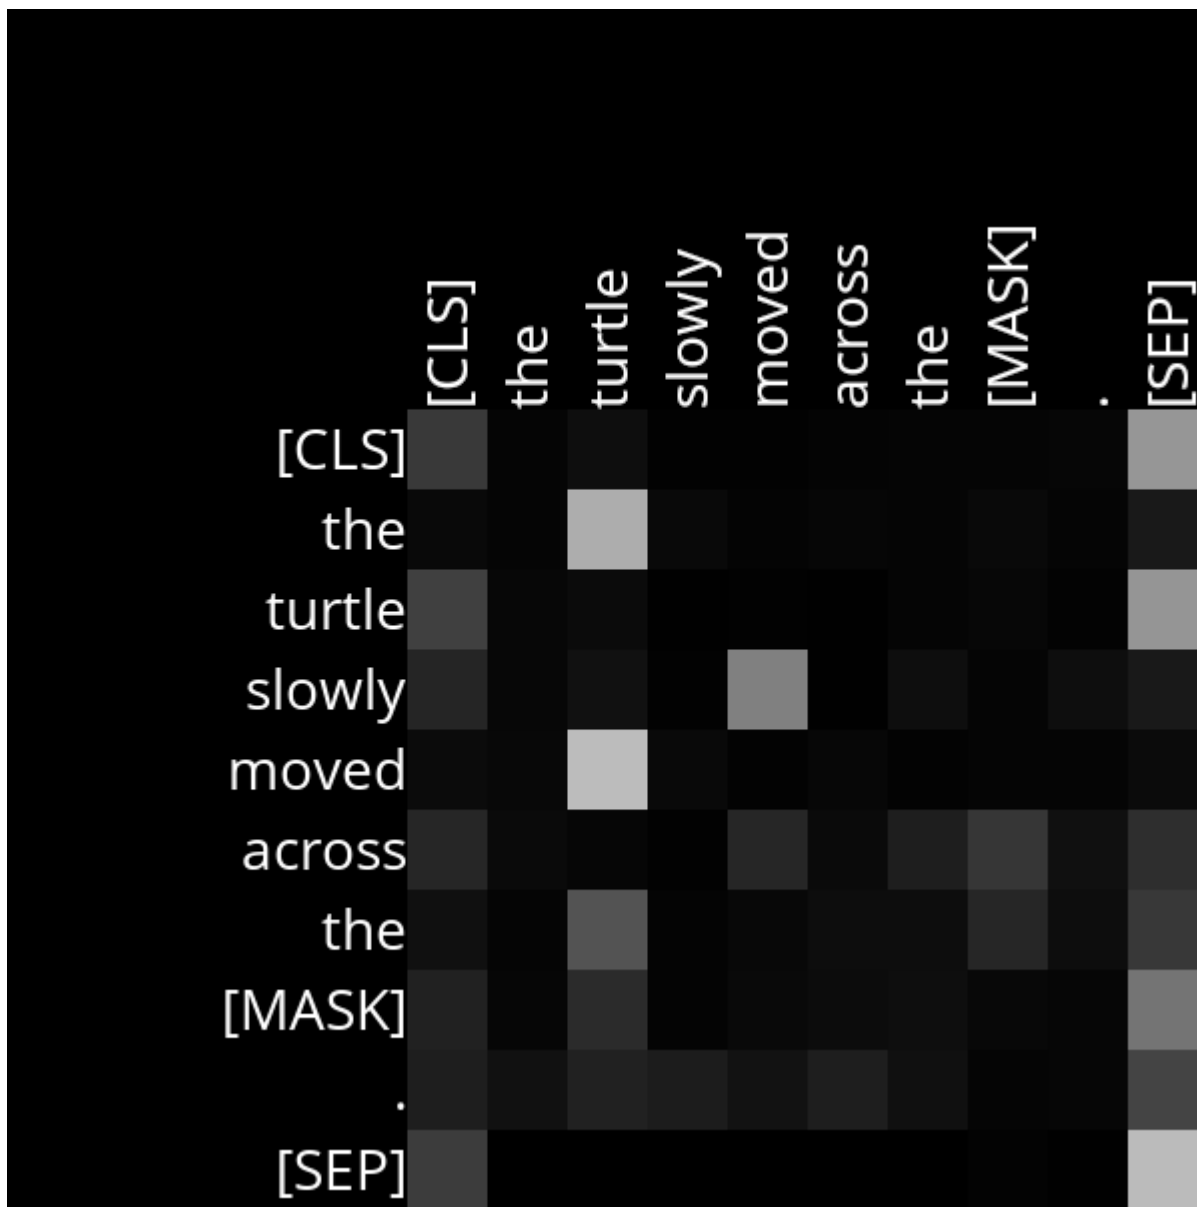 [CLS] the turtle slowly moved across the [MASK] . [SEP]
[CLS]
the
turtle
slowly
moved
across
the
[MASK]
.
[SEP]